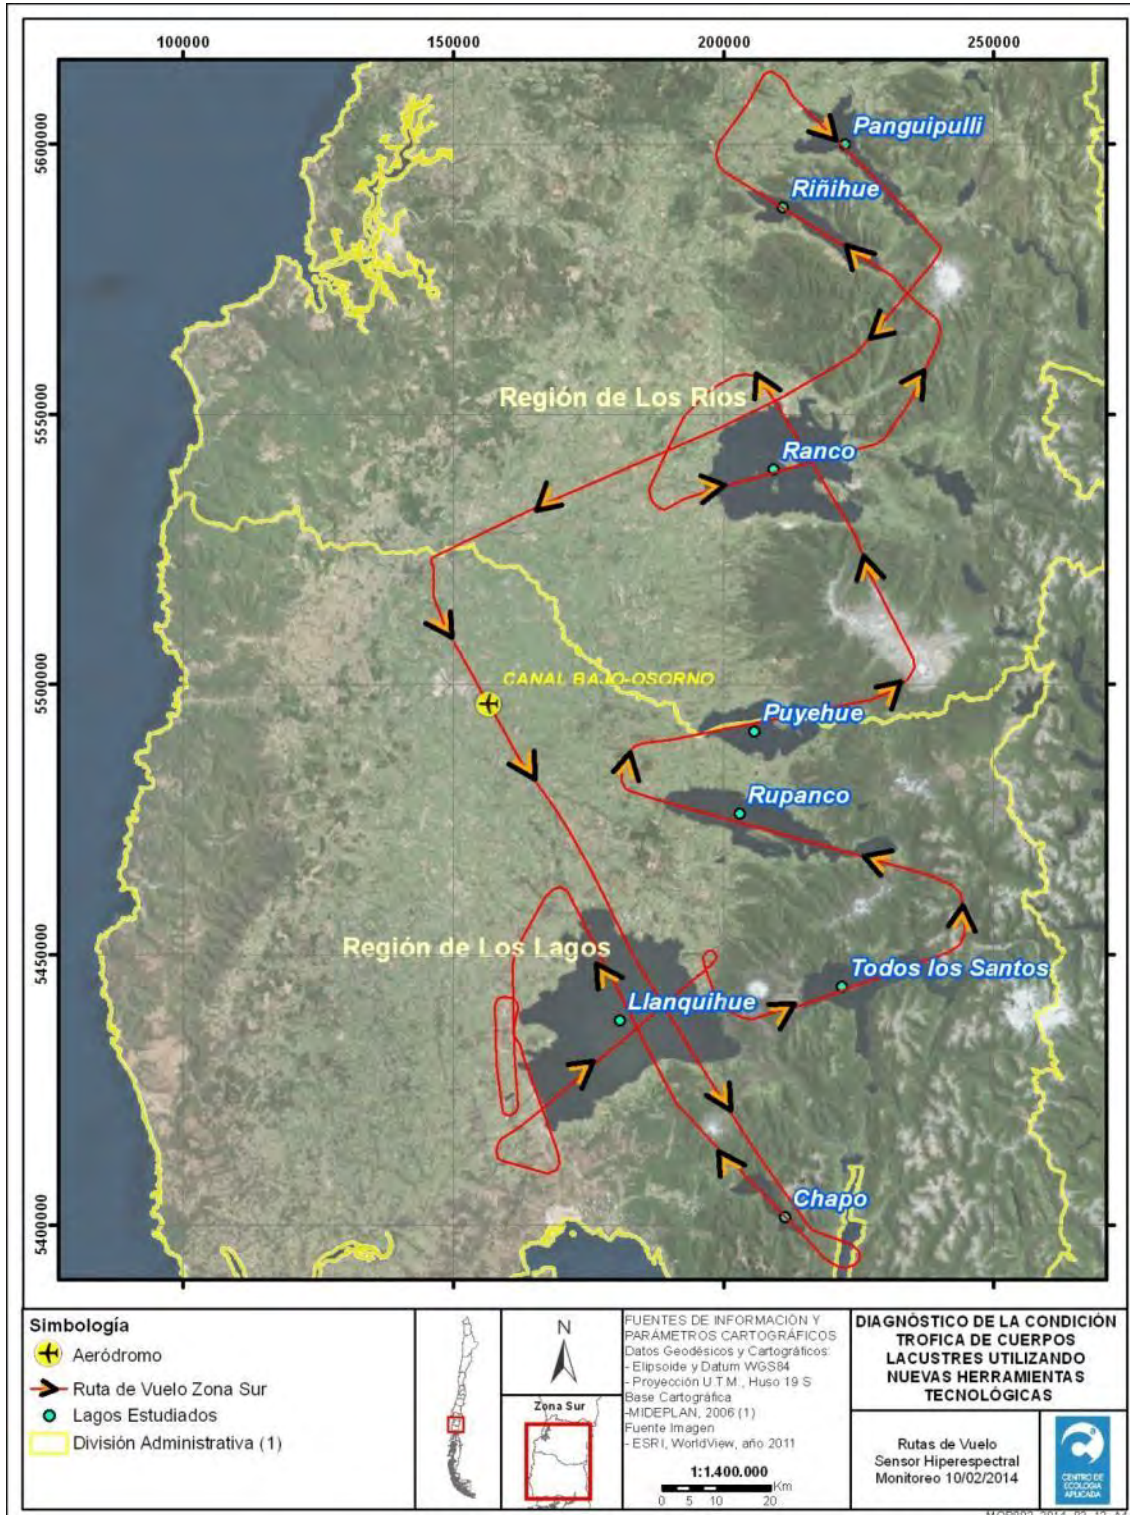 100000 150000 200000 250000
5600000
5550000
5500000
5450000
5400000
Panguipulli
Riñihue
Región de Los Ríos
Ranco
CANAL BAJO-OSORNO
Puyehue
Rupanco
Región de Los Lagos
Todos los Santos
Llanquihue
Chapo
Simbología
Aeródromo
Ruta de Vuelo Zona Sur
Lagos Estudiados
División Administrativa (1)
N
Zona Sur
FUENTES DE INFORMACIÓN Y
PARÁMETROS CARTOGRÁFICOS
Datos Geodésicos y Cartográficos:
- Elipsoide y Datum WGS84
- Proyección U.T.M., Huso 19 S
Base Cartográfica
-MIDEPLAN, 2006 (1)
Fuente Imagen
- ESRI, WorldView, año 2011
1:1.400.000
Km
0 5 10 20
DIAGNÓSTICO DE LA CONDICIÓN
TROFICA DE CUERPOS
LACUSTRES UTILIZANDO
NUEVAS HERRAMIENTAS
TECNOLÓGICAS
Rutas de Vuelo
Sensor Hiperespectral
Monitoreo 10/02/2014
CENTRO DE
ECOLOGIA
APLICADA